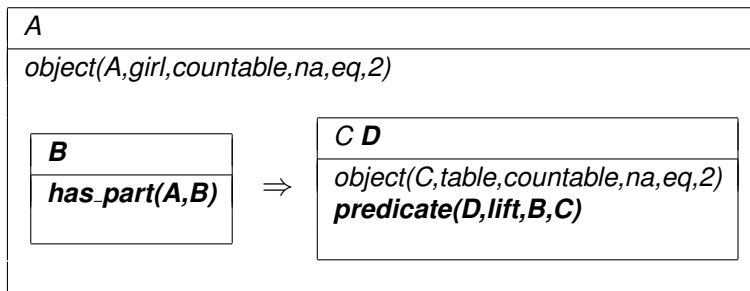 A
object(A,girl,countable,na,eq,2)
B
has_part(A,B)
⇒
C D
object(C,table,countable,na,eq,2)
predicate(D,lift,B,C)